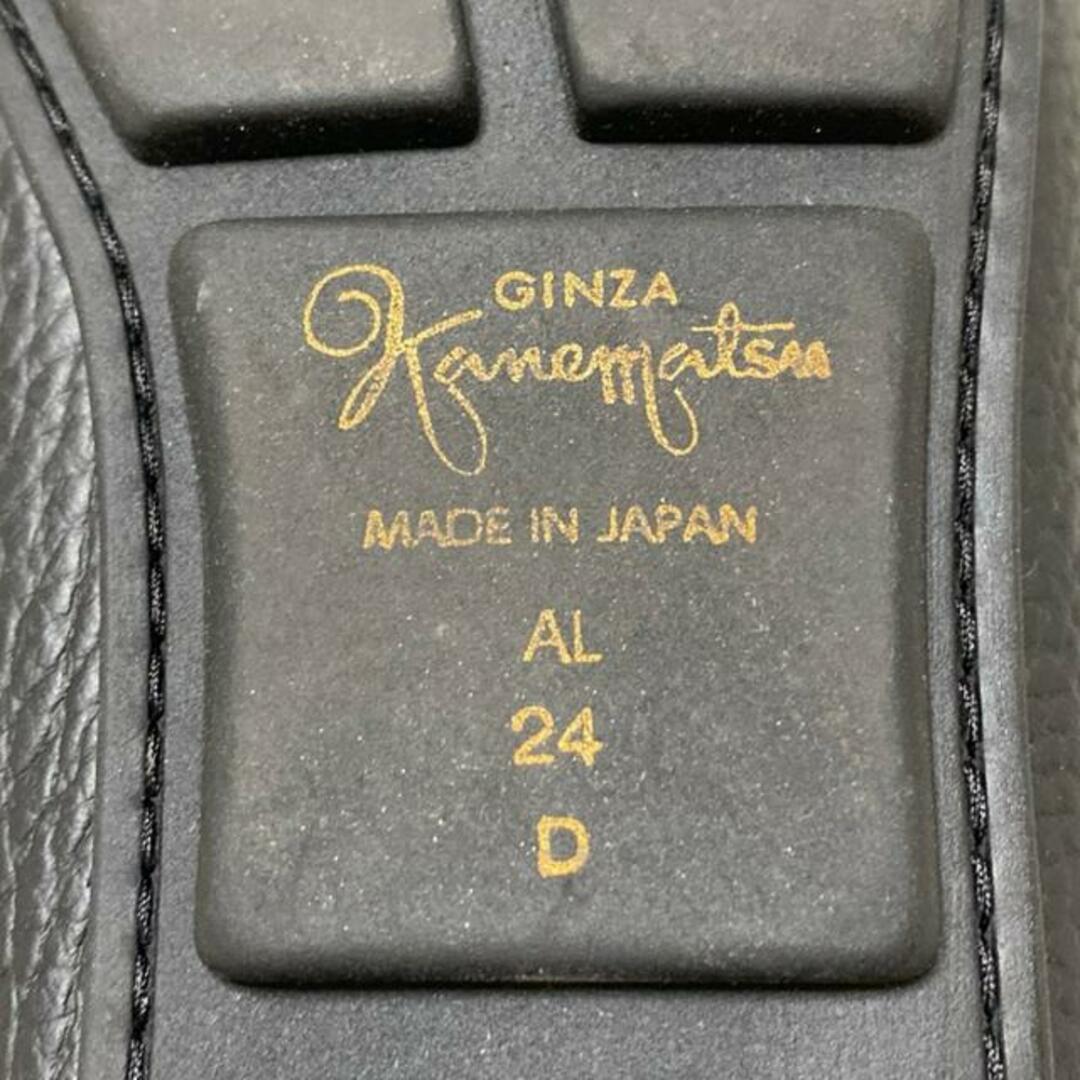 GINZA
Kanematsu
MADE IN JAPAN
AL
24
D